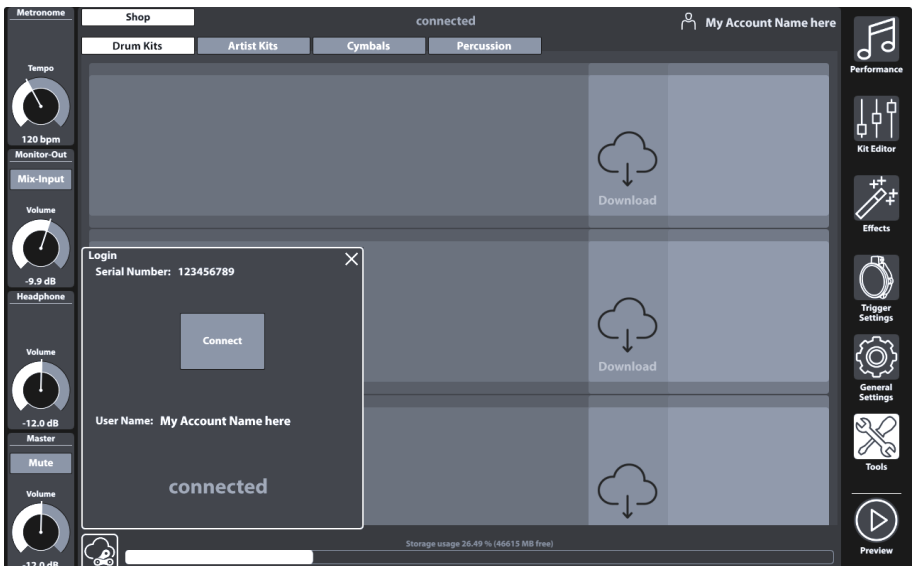 Metronome
Tempo
120 bpm
Monitor-Out
Mix-Input
Volume
-9.9 dB
Headphone
Volume
-12.0 dB
Master
Mute
Volume
-12.0 dB
Shop
connected
My Account Name here
Drum Kits
Artist Kits
Cymbals
Percussion
Download
Download
Login
Serial Number: 123456789
Connect
User Name: My Account Name here
connected
Storage usage 26.49 % (46615 MB free)
Performance
Kit Editor
Effects
Trigger
Settings
General
Settings
Tools
Preview